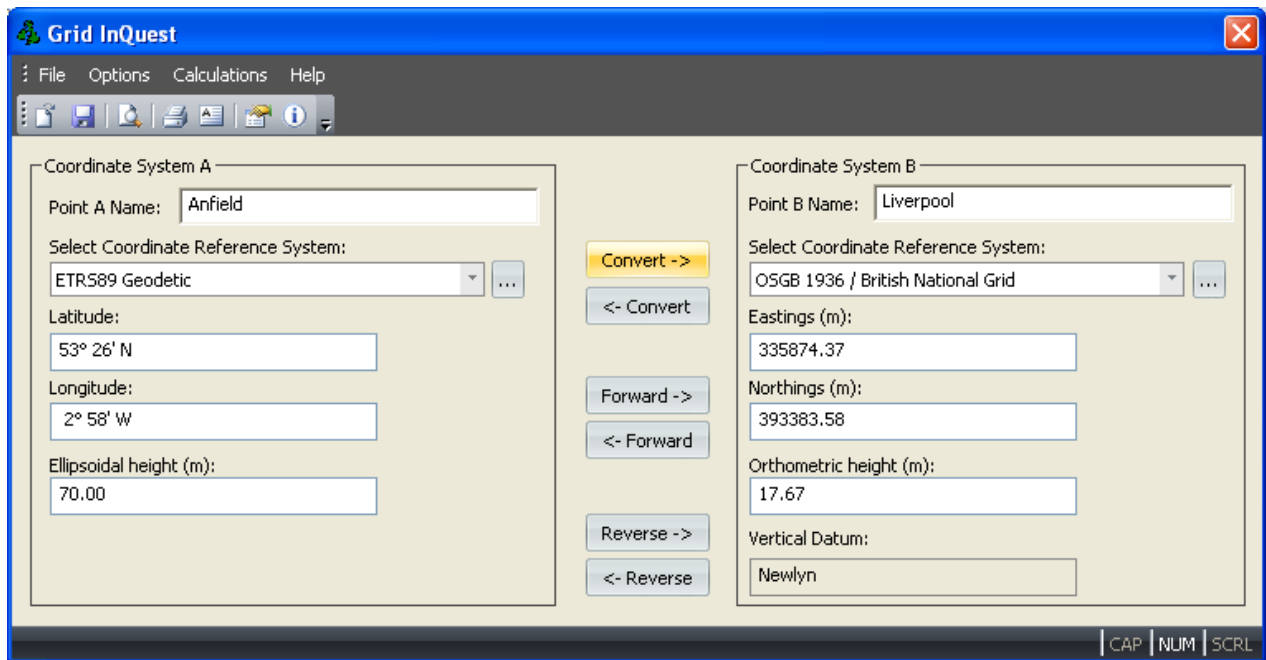 Grid InQuest
File Options Calculations Help
Coordinate System A
Point A Name: Anfield
Select Coordinate Reference System:
ETRS89 Geodetic ...
Latitude:
53° 26' N
Longitude:
2° 58' W
Ellipsoidal height (m):
70.00
Convert ->
<- Convert
Forward ->
<- Forward
Reverse ->
<- Reverse
Coordinate System B
Point B Name: Liverpool
Select Coordinate Reference System:
OSGB 1936 / British National Grid ...
Eastings (m):
335874.37
Northings (m):
393383.58
Orthometric height (m):
17.67
Vertical Datum:
Newlyn
CAP NUM SCRL